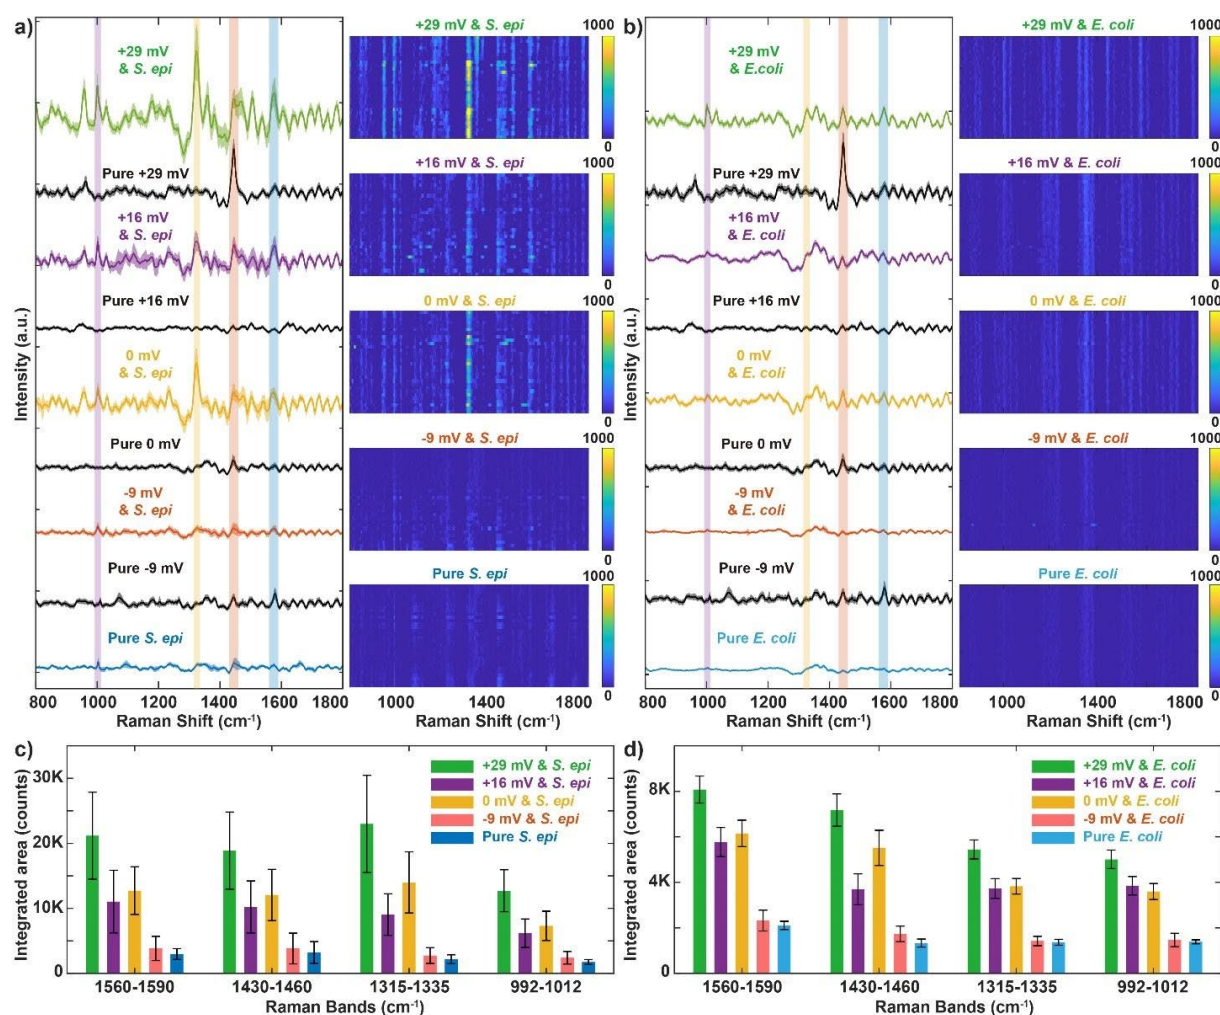 a)
+29 mV
& S. epi
Pure +29 mV
+16 mV
& S. epi
Pure +16 mV
0 mV
& S. epi
Pure 0 mV
-9 mV
& S. epi
Pure -9 mV
Pure S. epi
Intensity (a.u.)
800 1000 1200 1400 1600 1800
Raman Shift (cm⁻¹)
+29 mV & S. epi 1000
0
+16 mV & S. epi 1000
0
0 mV & S. epi 1000
0
-9 mV & S. epi 1000
0
Pure S. epi 1000
0
1000 1400 1800
Raman Shift (cm⁻¹)
b)
+29 mV
& E.coli
Pure +29 mV
+16 mV
& E. coli
Pure +16 mV
0 mV
& E. coli
Pure 0 mV
-9 mV
& E. coli
Pure -9 mV
Pure E. coli
Intensity (a.u.)
800 1000 1200 1400 1600 1800
Raman Shift (cm⁻¹)
+29 mV & E. coli 1000
0
+16 mV & E. coli 1000
0
0 mV & E. coli 1000
0
-9 mV & E. coli 1000
0
Pure E. coli 1000
0
1000 1400 1800
Raman Shift (cm⁻¹)
c)
30K
20K
10K
0
Integrated area (counts)
+29 mV & S. epi
+16 mV & S. epi
0 mV & S. epi
-9 mV & S. epi
Pure S. epi
1560-1590 1430-1460 1315-1335 992-1012
Raman Bands (cm⁻¹)
d)
8K
4K
0
Integrated area (counts)
+29 mV & E. coli
+16 mV & E. coli
0 mV & E. coli
-9 mV & E. coli
Pure E. coli
1560-1590 1430-1460 1315-1335 992-1012
Raman Bands (cm⁻¹)